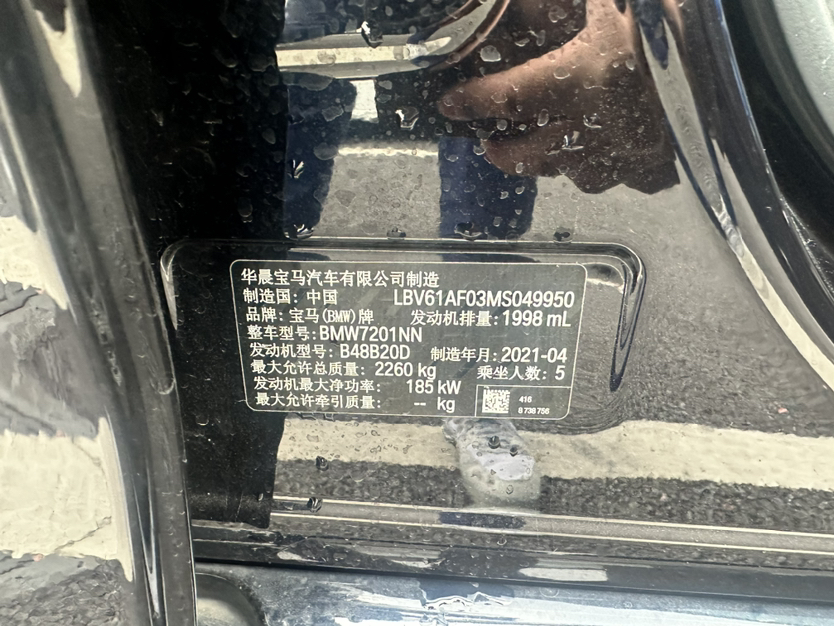 华晨宝马汽车有限公司制造
制造国: 中国 LBV61AF03MS049950
品牌: 宝马(BMW)牌 发动机排量: 1998 mL
整车型号: BMW7201NN
发动机型号: B48B20D 制造年月: 2021-04
最大允许总质量: 2260 kg 乘坐人数: 5
发动机最大净功率: 185 kW
最大允许牵引质量: -- kg
416
8 738 756